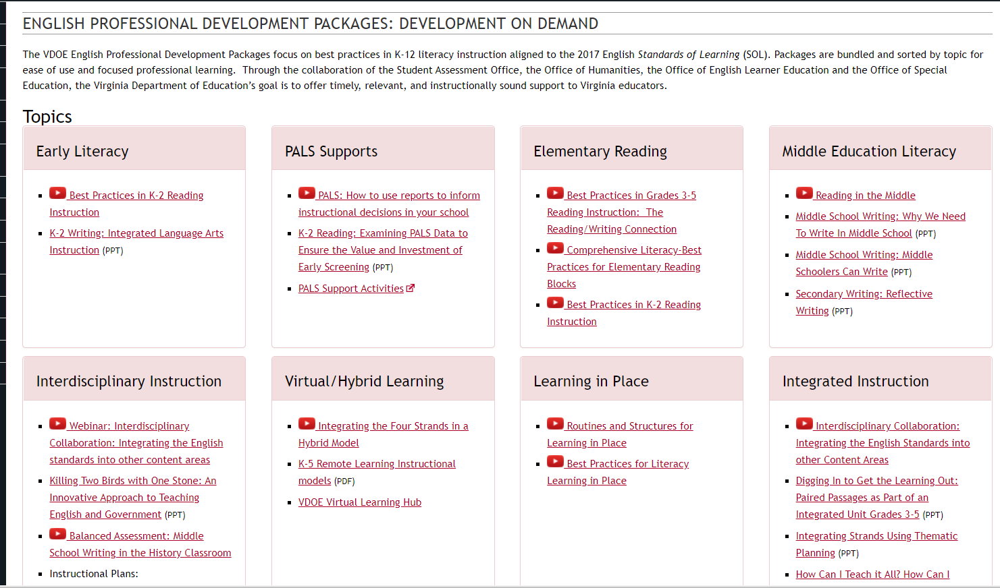 ENGLISH PROFESSIONAL DEVELOPMENT PACKAGES: DEVELOPMENT ON DEMAND
The VDOE English Professional Development Packages focus on best practices in K-12 literacy instruction aligned to the 2017 English Standards of Learning (SOL). Packages are bundled and sorted by topic for
ease of use and focused professional learning.  Through the collaboration of the Student Assessment Office, the Office of Humanities, the Office of English Learner Education and the Office of Special
Education, the Virginia Department of Education’s goal is to offer timely, relevant, and instructionally sound support to Virginia educators.
Topics
Early Literacy
Best Practices in K-2 Reading
Instruction
K-2 Writing: Integrated Language Arts
Instruction (PPT)
PALS Supports
PALS: How to use reports to inform
instructional decisions in your school
K-2 Reading: Examining PALS Data to
Ensure the Value and Investment of
Early Screening (PPT)
PALS Support Activities
Elementary Reading
Best Practices in Grades 3-5
Reading Instruction:  The
Reading/Writing Connection
Comprehensive Literacy-Best
Practices for Elementary Reading
Blocks
Best Practices in K-2 Reading
Instruction
Middle Education Literacy
Reading in the Middle
Middle School Writing: Why We Need
To Write In Middle School (PPT)
Middle School Writing: Middle
Schoolers Can Write (PPT)
Secondary Writing: Reflective
Writing (PPT)
Interdisciplinary Instruction
Webinar: Interdisciplinary
Collaboration: Integrating the English
standards into other content areas
Killing Two Birds with One Stone: An
Innovative Approach to Teaching
English and Government (PPT)
Balanced Assessment: Middle
School Writing in the History Classroom
Instructional Plans:
Virtual/Hybrid Learning
Integrating the Four Strands in a
Hybrid Model
K-5 Remote Learning Instructional
models (PDF)
VDOE Virtual Learning Hub
Learning in Place
Routines and Structures for
Learning in Place
Best Practices for Literacy
Learning in Place
Integrated Instruction
Interdisciplinary Collaboration:
Integrating the English Standards into
other Content Areas
Digging In to Get the Learning Out:
Paired Passages as Part of an
Integrated Unit Grades 3-5 (PPT)
Integrating Strands Using Thematic
Planning (PPT)
How Can I Teach it All? How Can I